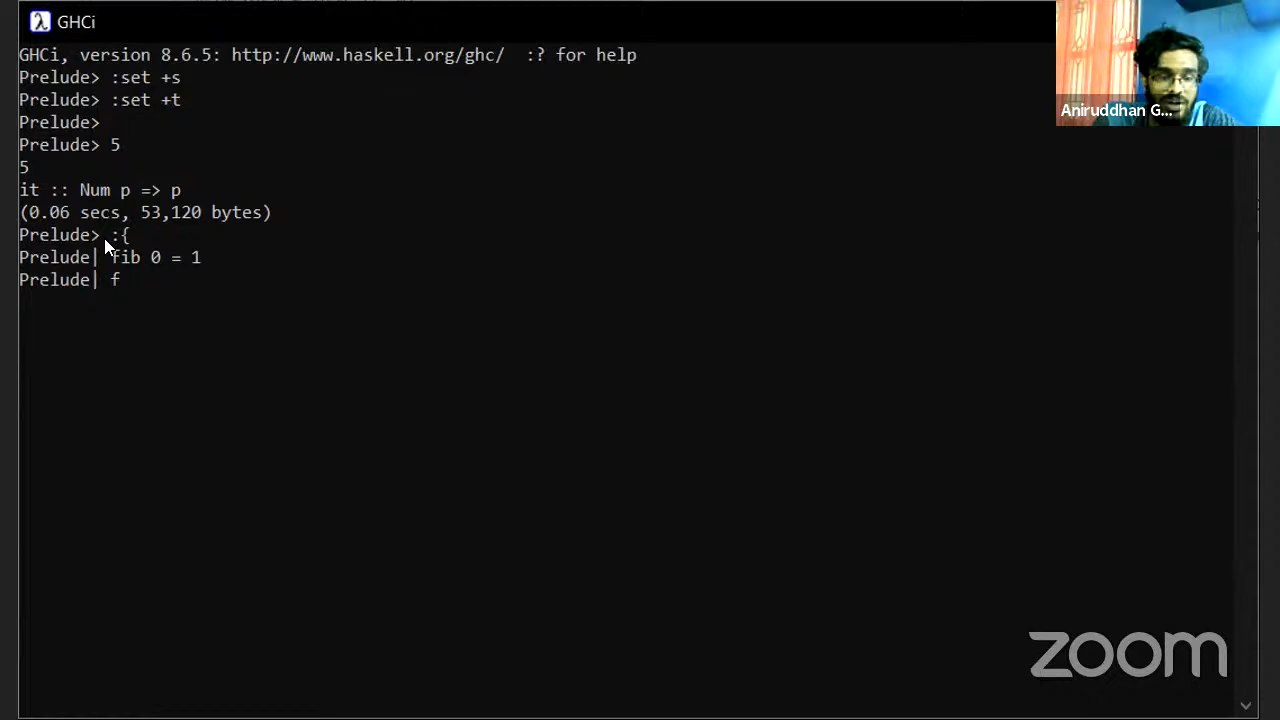 GHCi
GHCi, version 8.6.5: http://www.haskell.org/ghc/  :? for help
Prelude> :set +s
Prelude> :set +t
Prelude>
Prelude> 5
5
it :: Num p => p
(0.06 secs, 53,120 bytes)
Prelude> :{
Prelude| fib 0 = 1
Prelude| f
Aniruddhan G...
zoom